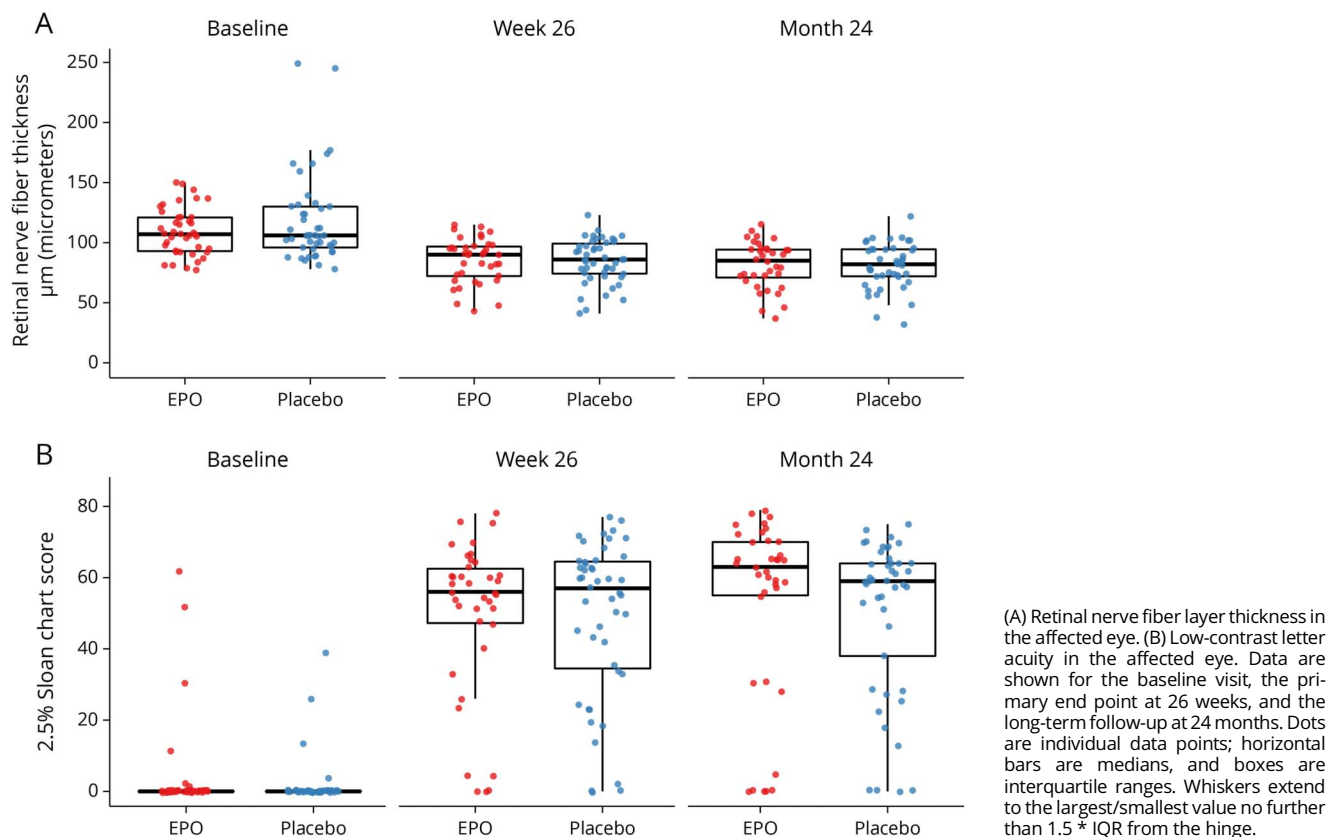 A
Baseline
Week 26
Month 24
Retinal nerve fiber thickness
µm (micrometers)
250
200
150
100
50
0
EPO
Placebo
EPO
Placebo
EPO
Placebo
B
Baseline
Week 26
Month 24
2.5% Sloan chart score
80
60
40
20
0
EPO
Placebo
EPO
Placebo
EPO
Placebo
(A) Retinal nerve fiber layer thickness in
the affected eye. (B) Low-contrast letter
acuity in the affected eye. Data are
shown for the baseline visit, the pri-
mary end point at 26 weeks, and the
long-term follow-up at 24 months. Dots
are individual data points; horizontal
bars are medians, and boxes are
interquartile ranges. Whiskers extend
to the largest/smallest value no further
than 1.5 * IQR from the hinge.